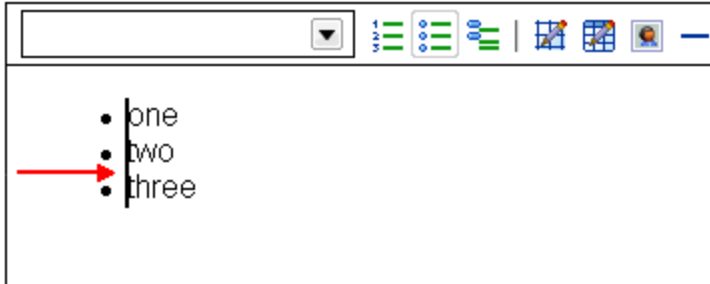 • one
• two
• three